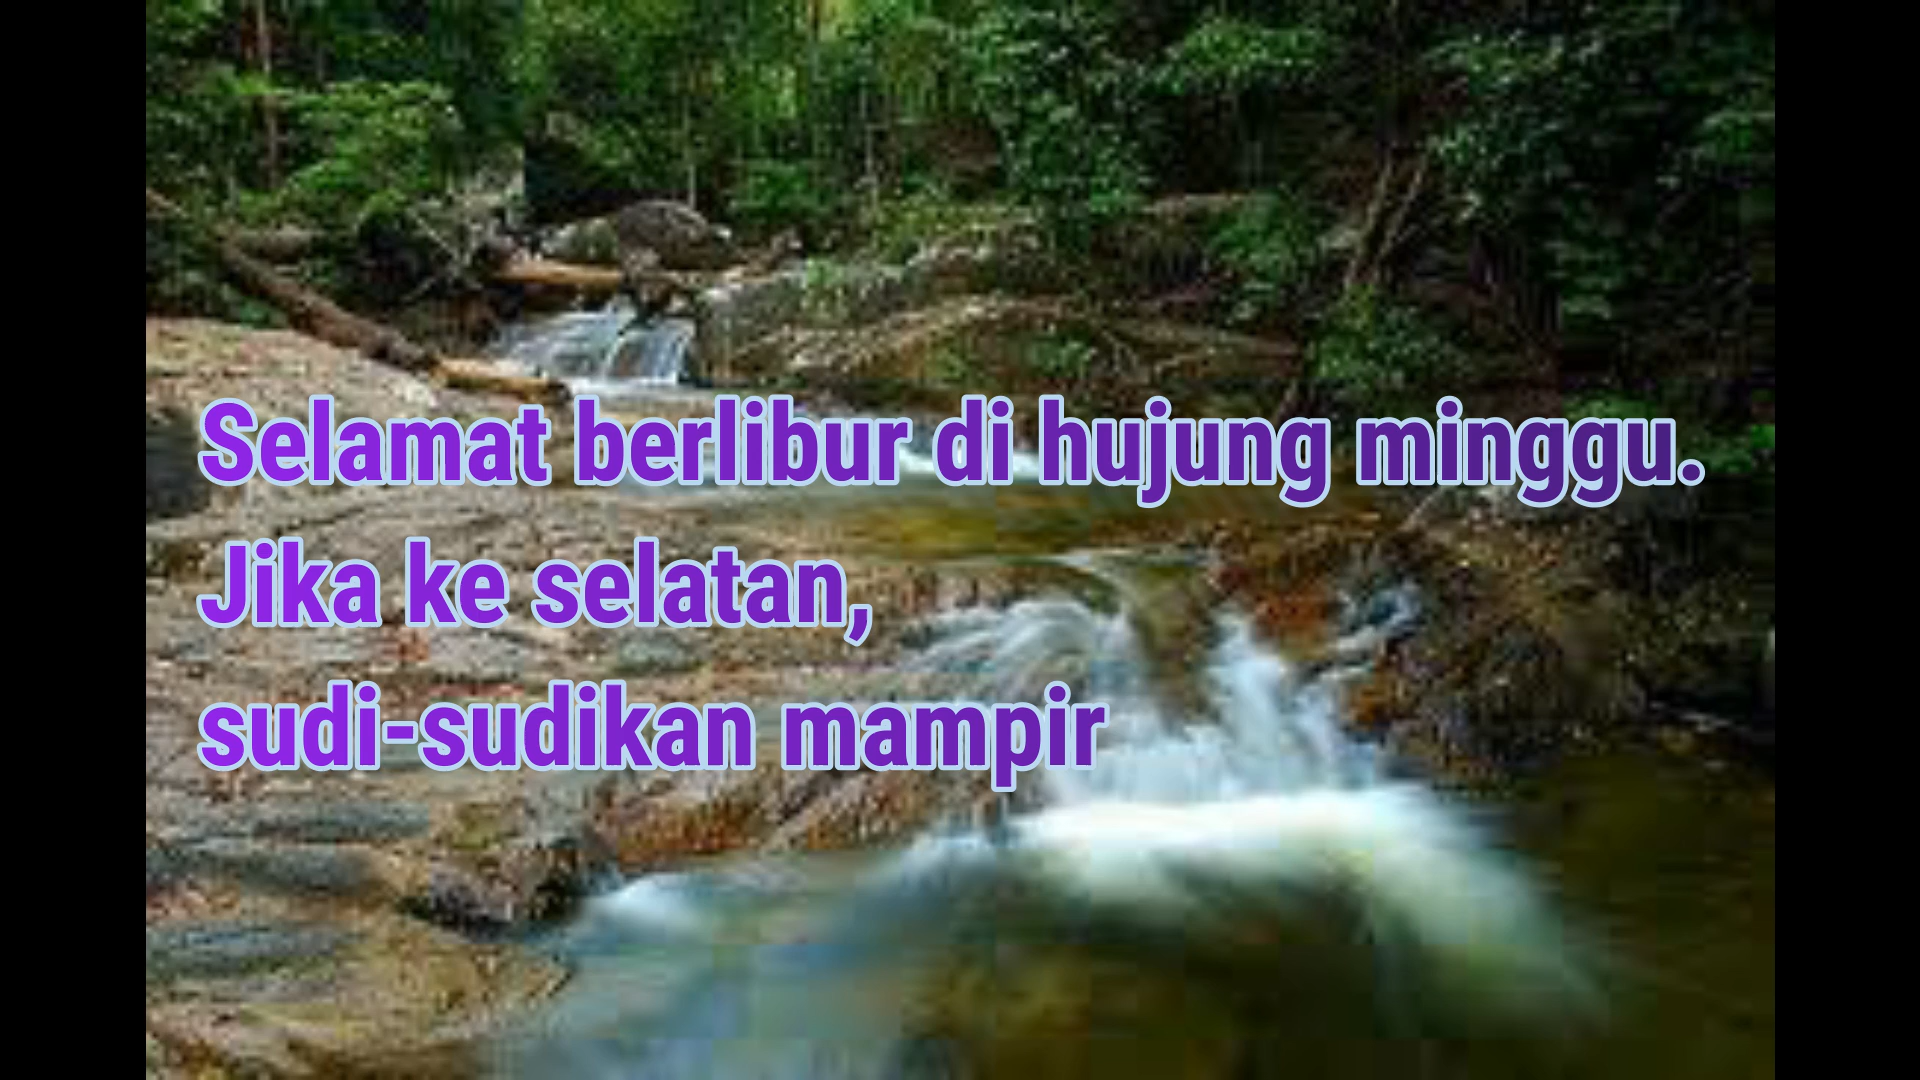 Selamat berlibur di hujung minggu.
Jika ke selatan,
sudi-sudikan mampir